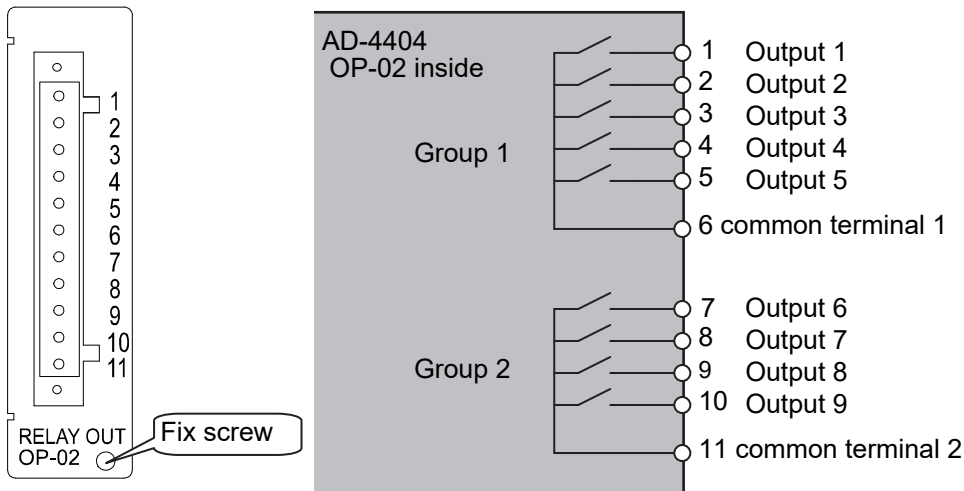 1
2
3
4
5
6
7
8
9
10
11
RELAY OUT
OP-02
Fix screw
AD-4404
OP-02 inside
Group 1
1 Output 1
2 Output 2
3 Output 3
4 Output 4
5 Output 5
6 common terminal 1
Group 2
7 Output 6
8 Output 7
9 Output 8
10 Output 9
11 common terminal 2